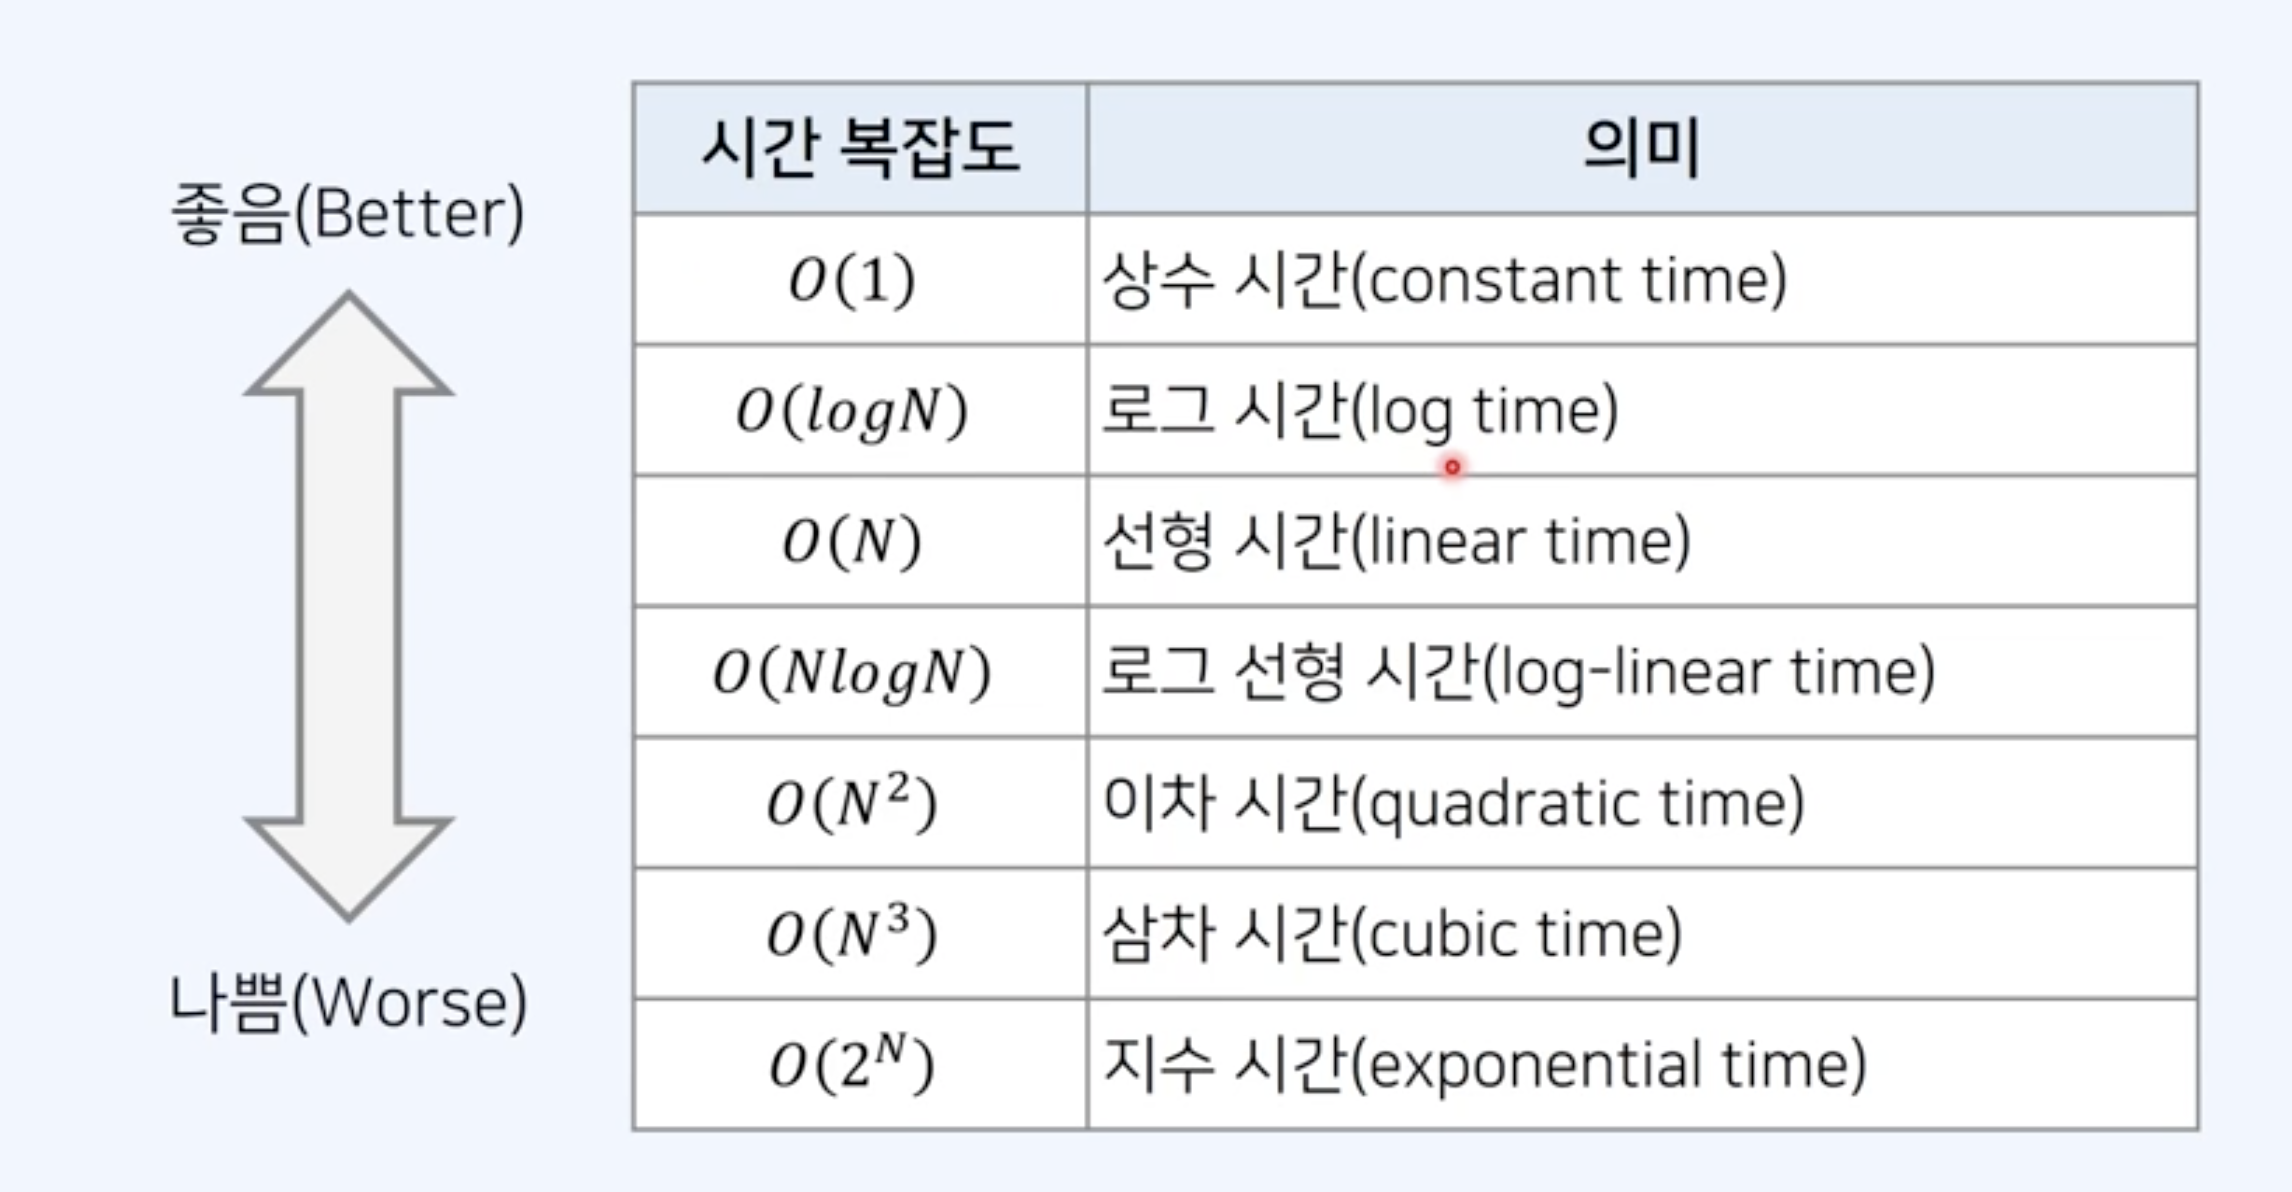 좋음(Better)
나쁨(Worse)
시간 복잡도 의미
O(1) 상수 시간(constant time)
O(logN) 로그 시간(log time)
O(N) 선형 시간(linear time)
O(NlogN) 로그 선형 시간(log-linear time)
O(N²) 이차 시간(quadratic time)
O(N³) 삼차 시간(cubic time)
O(2ᴺ) 지수 시간(exponential time)